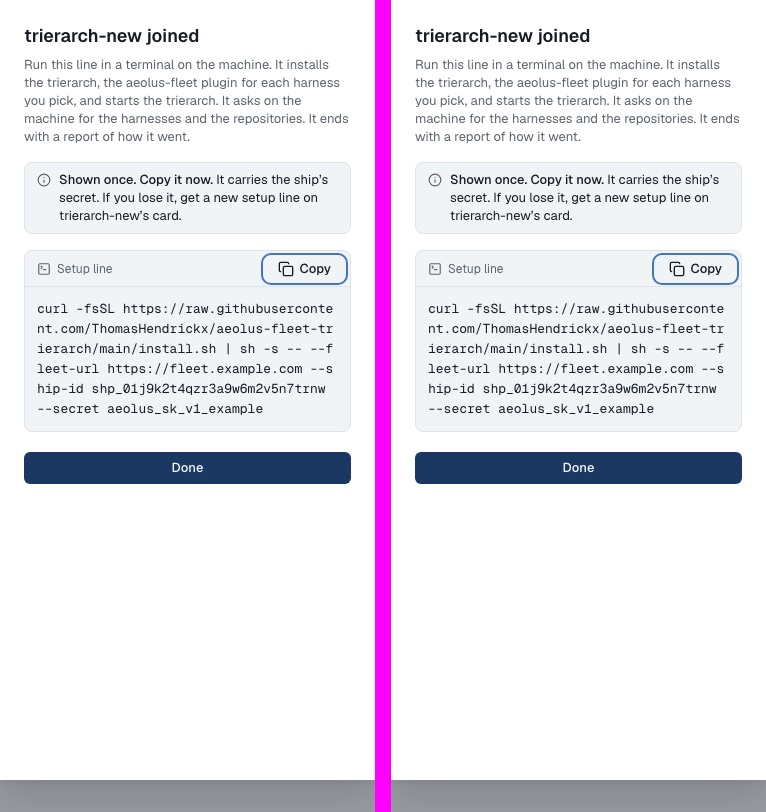 trierarch-new joined
Run this line in a terminal on the machine. It installs
the trierarch, the aeolus-fleet plugin for each harness
you pick, and starts the trierarch. It asks on the
machine for the harnesses and the repositories. It ends
with a report of how it went.
Shown once. Copy it now. It carries the ship’s
secret. If you lose it, get a new setup line on
trierarch-new’s card.
Setup line
Copy
curl -fsSL https://raw.githubuserconte
nt.com/ThomasHendrickx/aeolus-fleet-tr
ierarch/main/install.sh | sh -s -- --f
leet-url https://fleet.example.com --s
hip-id shp_01j9k2t4qzr3a9w6m2v5n7trnw
--secret aeolus_sk_v1_example
Done
trierarch-new joined
Run this line in a terminal on the machine. It installs
the trierarch, the aeolus-fleet plugin for each harness
you pick, and starts the trierarch. It asks on the
machine for the harnesses and the repositories. It ends
with a report of how it went.
Shown once. Copy it now. It carries the ship’s
secret. If you lose it, get a new setup line on
trierarch-new’s card.
Setup line
Copy
curl -fsSL https://raw.githubuserconte
nt.com/ThomasHendrickx/aeolus-fleet-tr
ierarch/main/install.sh | sh -s -- --f
leet-url https://fleet.example.com --s
hip-id shp_01j9k2t4qzr3a9w6m2v5n7trnw
--secret aeolus_sk_v1_example
Done